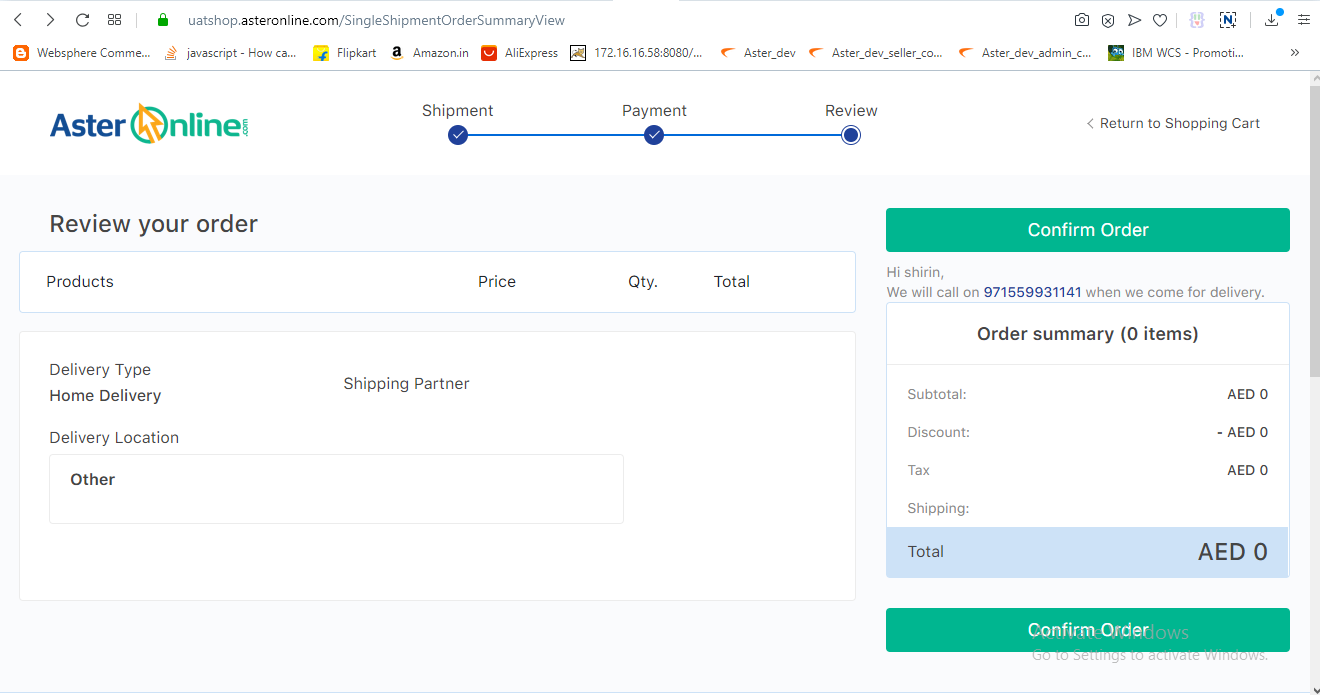 uatshop.asteronline.com/SingleShipmentOrderSummaryView
Websphere Comme... javascript - How ca... Flipkart Amazon.in AliExpress 172.16.16.58:8080/... Aster_dev Aster_dev_seller_co... Aster_dev_admin_c... IBM WCS - Promoti... »
Aster Online.com
Shipment Payment Review
Return to Shopping Cart
Review your order
Products Price Qty. Total
Delivery Type
Home Delivery
Shipping Partner
Delivery Location
Other
Confirm Order
Hi shirin,
We will call on 971559931141 when we come for delivery.
Order summary (0 items)
Subtotal: AED 0
Discount: - AED 0
Tax AED 0
Shipping:
Total AED 0
Confirm Order
Activate Windows
Go to Settings to activate Windows.